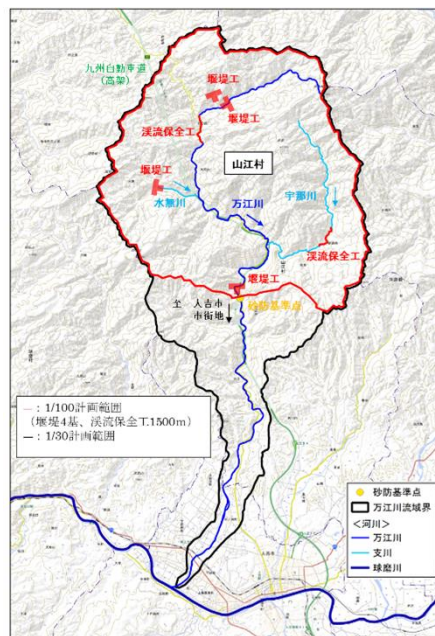 九州自動車道
(高架)
堰堤工
堰堤工
渓流保全工
山江村
堰堤工
水無川
万江川
宇那川
渓流保全工
堰堤工
至 人吉市
市街地
砂防基準点
─：1/100計画範囲
(堰堤4基、渓流保全工1500m)
─：1/30計画範囲
砂防基準点
万江川流域界
<河川>
万江川
支川
球磨川